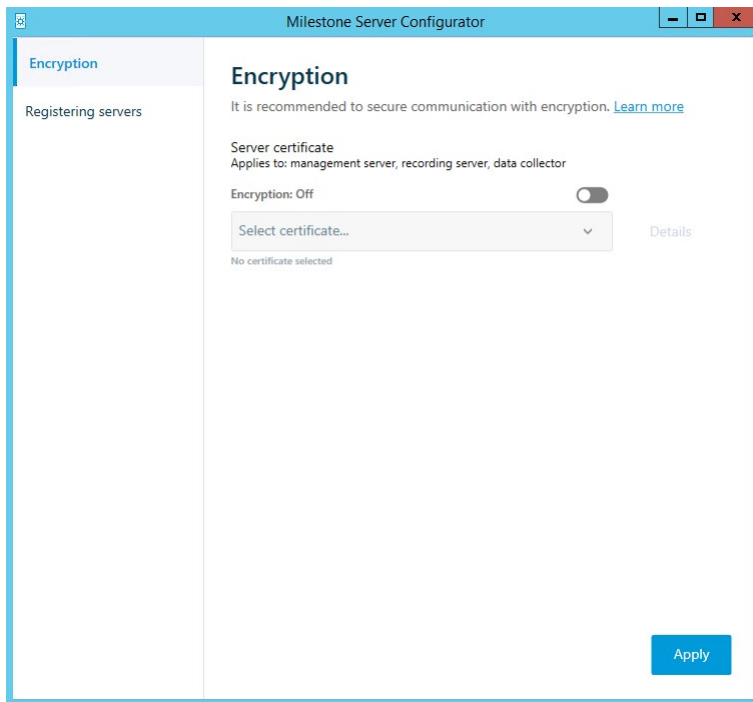 Milestone Server Configurator
Encryption
Registering servers
Encryption
It is recommended to secure communication with encryption. Learn more
Server certificate
Applies to: management server, recording server, data collector
Encryption: Off
Select certificate...
Details
No certificate selected
Apply